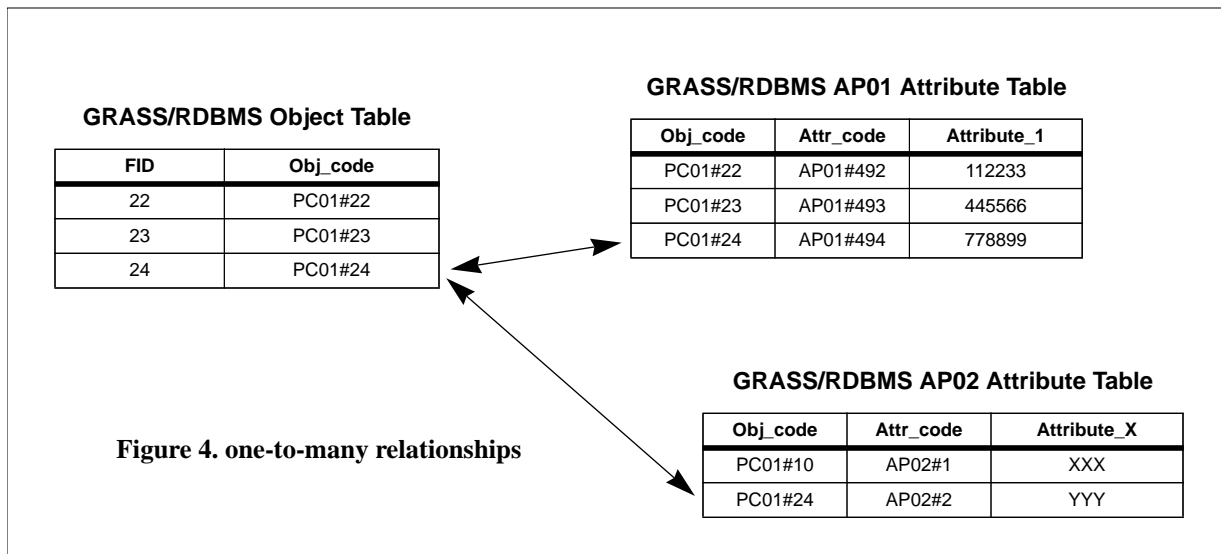 GRASS/RDBMS Object Table
FID Obj_code
22 PC01#22
23 PC01#23
24 PC01#24
GRASS/RDBMS AP01 Attribute Table
Obj_code Attr_code Attribute_1
PC01#22 AP01#492 112233
PC01#23 AP01#493 445566
PC01#24 AP01#494 778899
GRASS/RDBMS AP02 Attribute Table
Obj_code Attr_code Attribute_X
PC01#10 AP02#1 XXX
PC01#24 AP02#2 YYY
Figure 4. one-to-many relationships